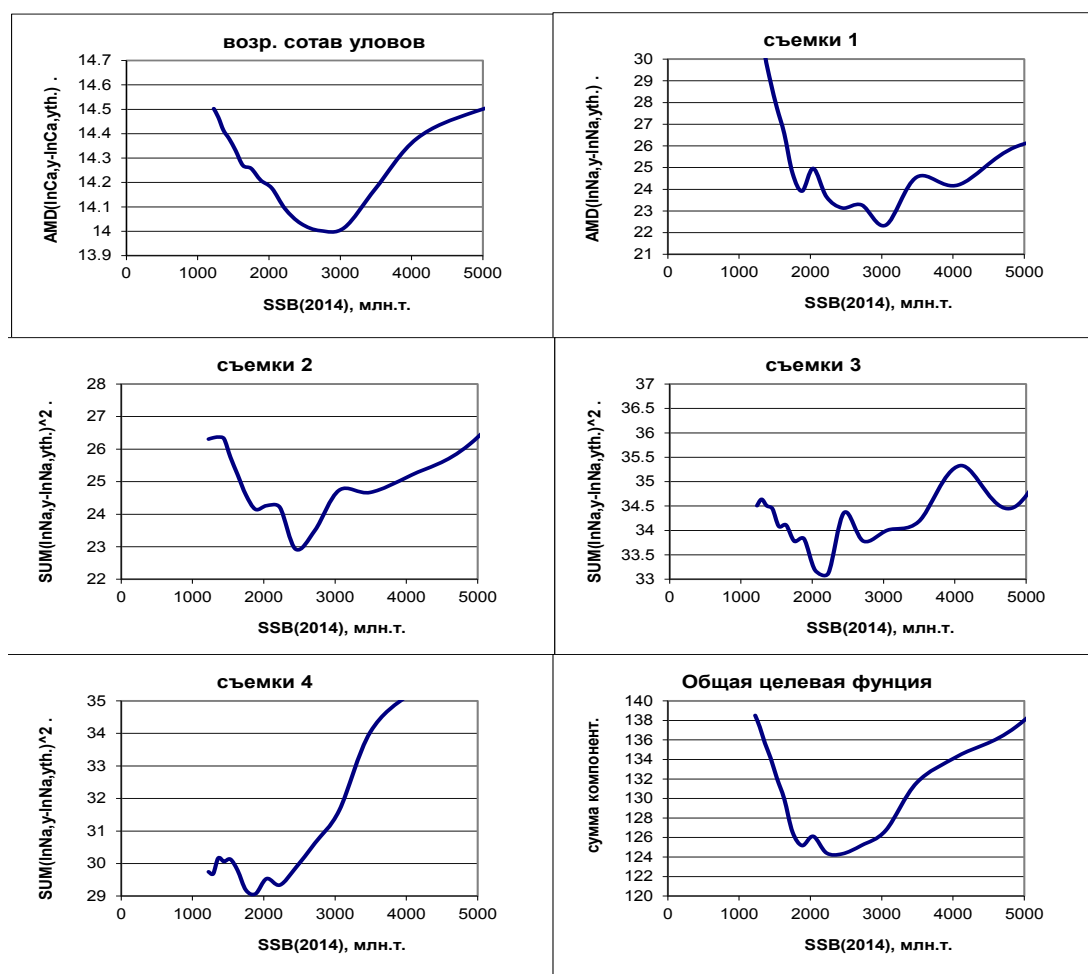 возр. сотав уловов
14.7
14.6
14.5
14.4
14.3
14.2
14.1
14
13.9
0 1000 2000 3000 4000 5000
AMD(lnCa,y-lnCa,yth.) .
SSB(2014), млн.т.
съемки 1
30
29
28
27
26
25
24
23
22
21
0 1000 2000 3000 4000 5000
AMD(lnNa,y-lnNa,yth.) .
SSB(2014), млн.т.
съемки 2
28
27
26
25
24
23
22
0 1000 2000 3000 4000 5000
SUM(lnNa,y-lnNa,yth.)^2 .
SSB(2014), млн.т.
съемки 3
37
36.5
36
35.5
35
34.5
34
33.5
33
0 1000 2000 3000 4000 5000
SUM(lnNa,y-lnNa,yth.)^2 .
SSB(2014), млн.т.
съемки 4
35
34
33
32
31
30
29
0 1000 2000 3000 4000 5000
SUM(lnNa,y-lnNa,yth.)^2 .
SSB(2014), млн.т.
Общая целевая фунция
140
138
136
134
132
130
128
126
124
122
120
0 1000 2000 3000 4000 5000
сумма компонент.
SSB(2014), млн.т.